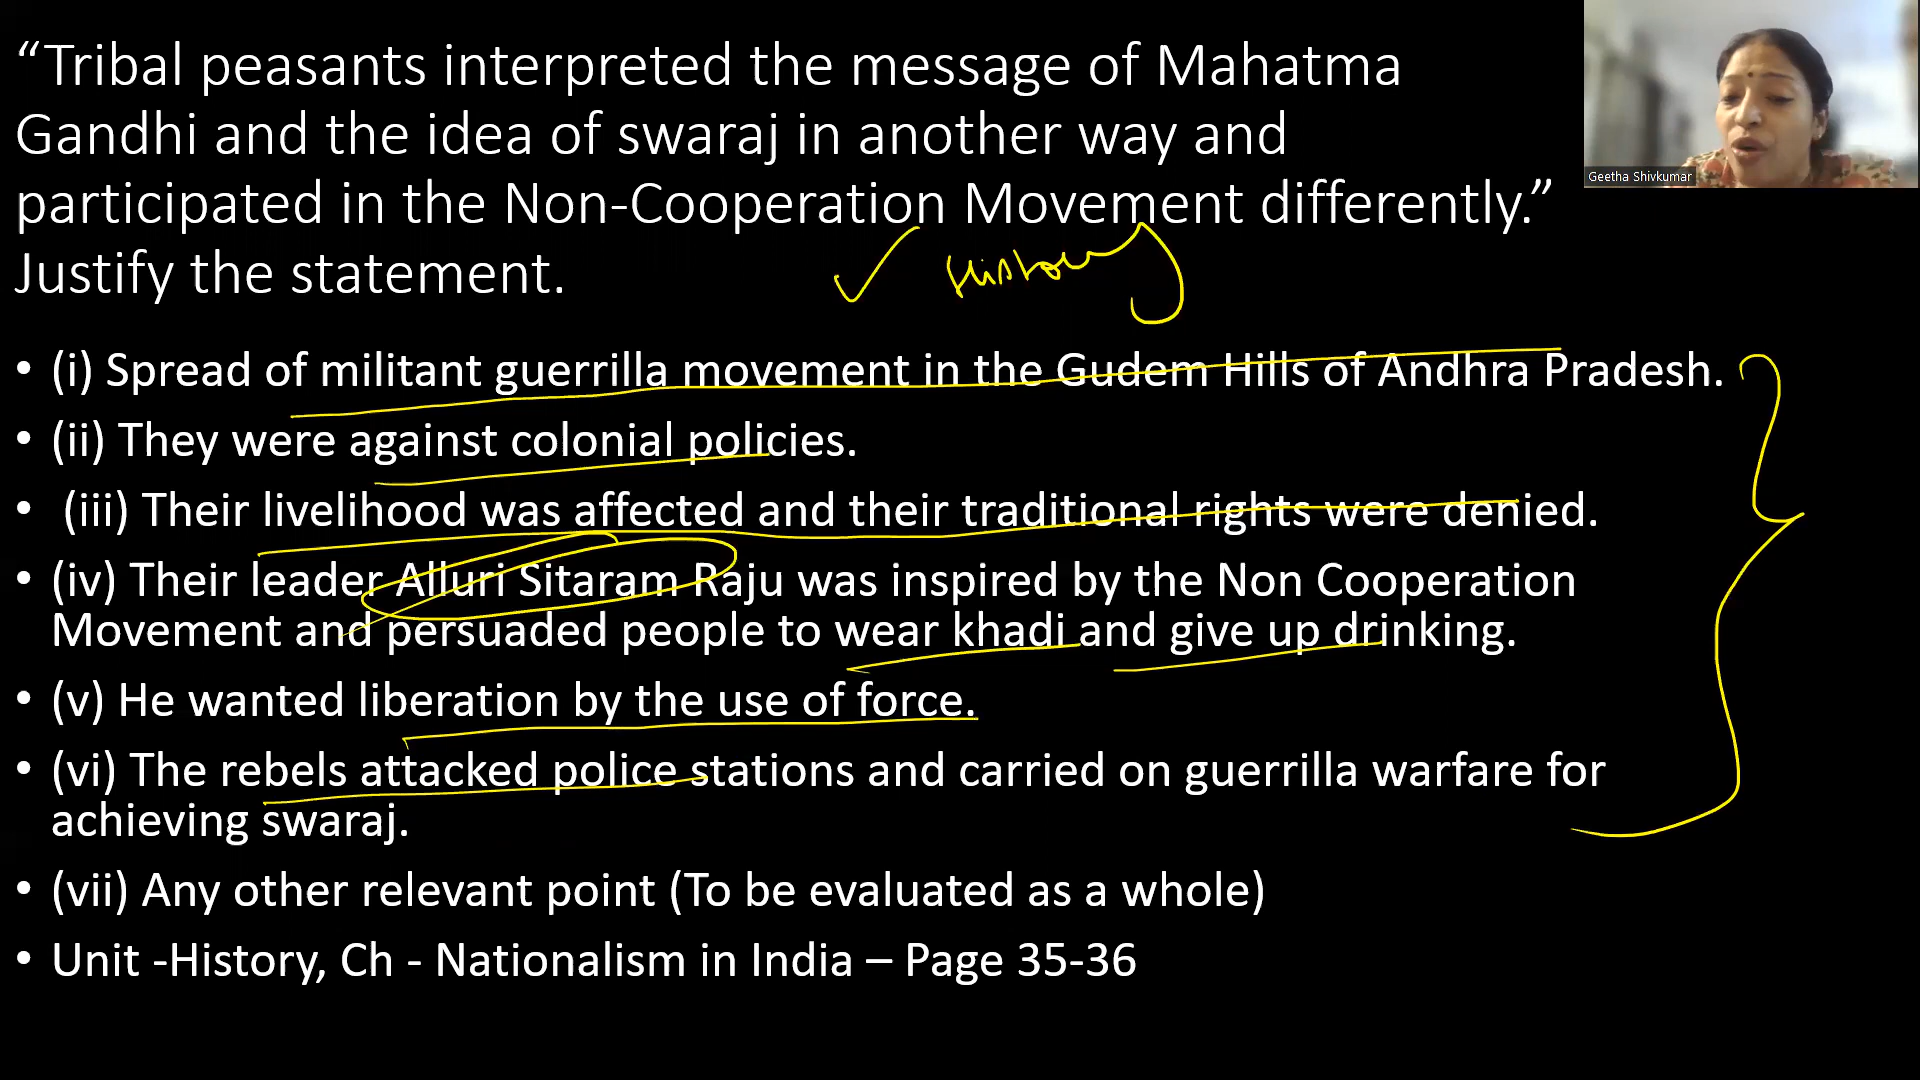 “Tribal peasants interpreted the message of Mahatma
Gandhi and the idea of swaraj in another way and
participated in the Non-Cooperation Movement differently.”
Justify the statement.
Geetha Shivkumar
History
• (i) Spread of militant guerrilla movement in the Gudem Hills of Andhra Pradesh.
• (ii) They were against colonial policies.
• (iii) Their livelihood was affected and their traditional rights were denied.
• (iv) Their leader Alluri Sitaram Raju was inspired by the Non Cooperation
Movement and persuaded people to wear khadi and give up drinking.
• (v) He wanted liberation by the use of force.
• (vi) The rebels attacked police stations and carried on guerrilla warfare for
achieving swaraj.
• (vii) Any other relevant point (To be evaluated as a whole)
• Unit -History, Ch - Nationalism in India – Page 35-36